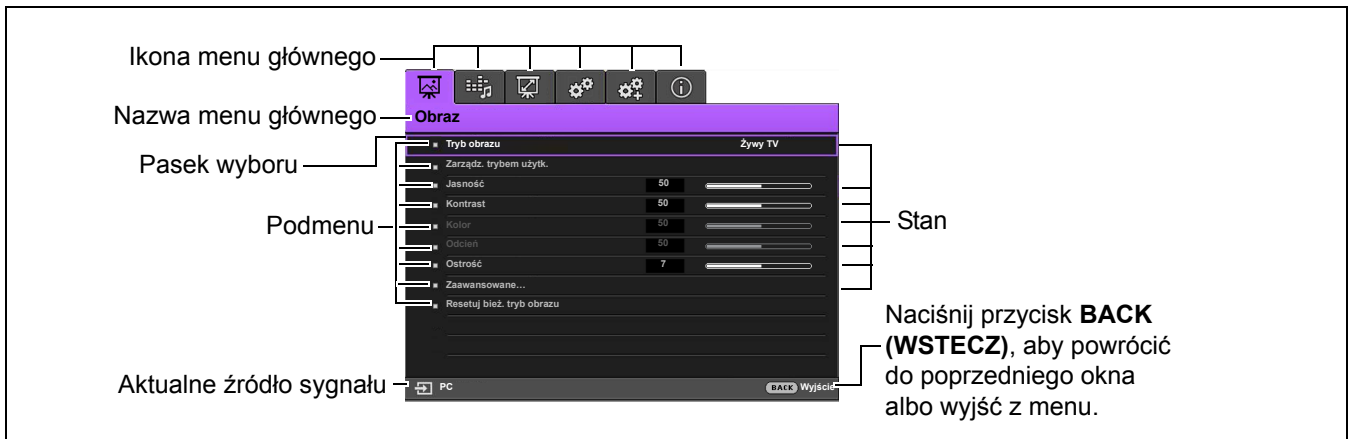 Ikona menu głównego
Nazwa menu głównego
Obraz
Pasek wyboru
Tryb obrazu Żywy TV
Zarządz. trybem użytk.
Jasność 50
Kontrast 50
Podmenu
Stan
Kolor 50
Odcień 50
Ostrość 7
Zaawansowane...
Resetuj bież. tryb obrazu
Naciśnij przycisk BACK
(WSTECZ), aby powrócić
do poprzedniego okna
albo wyjść z menu.
Aktualne źródło sygnału
PC
BACK Wyjście